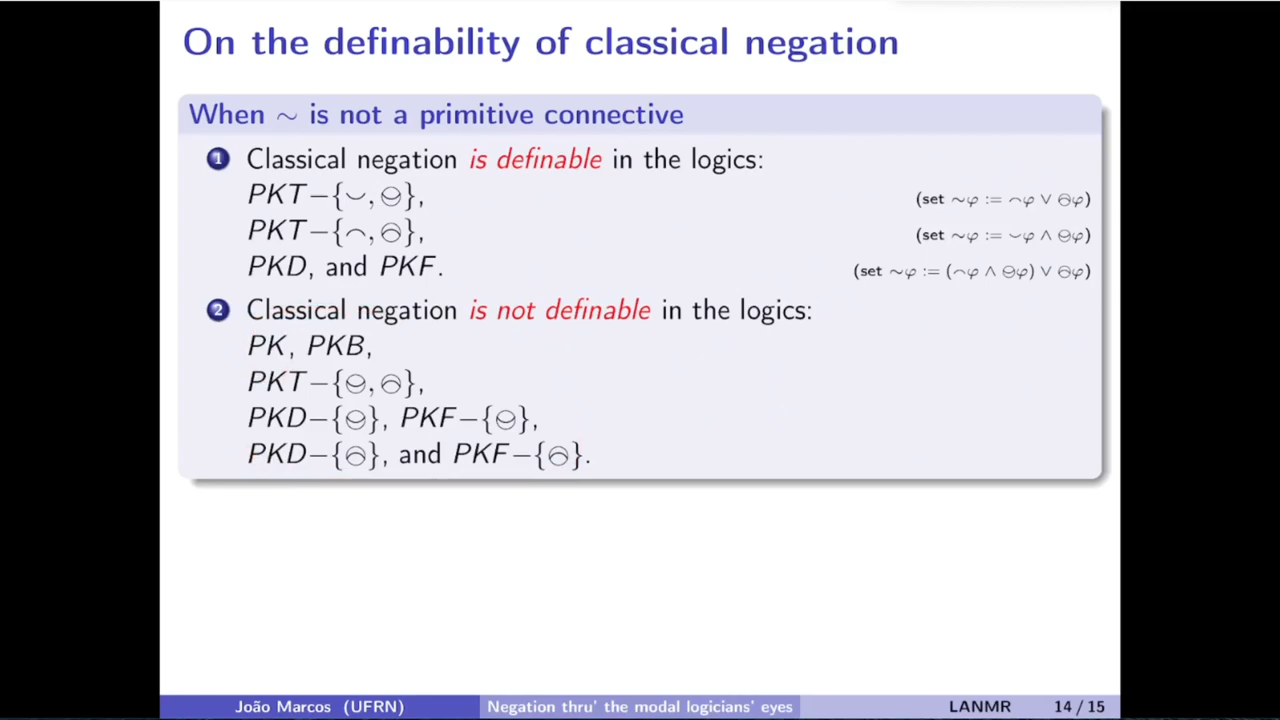 On the definability of classical negation
When ∼ is not a primitive connective
1 Classical negation is definable in the logics:
PKT−{⌣, ⊖}, (set ∼φ := ⌢φ ∨ ⊖φ)
PKT−{⌢, ⊖}, (set ∼φ := ⌣φ ∧ ⊖φ)
PKD, and PKF. (set ∼φ := (⌢φ ∧ ⊖φ) ∨ ⊖φ)
2 Classical negation is not definable in the logics:
PK, PKB,
PKT−{⊖, ⊖},
PKD−{⊖}, PKF−{⊖},
PKD−{⊖}, and PKF−{⊖}.
João Marcos (UFRN) Negation thru' the modal logicians' eyes LANMR 14 / 15